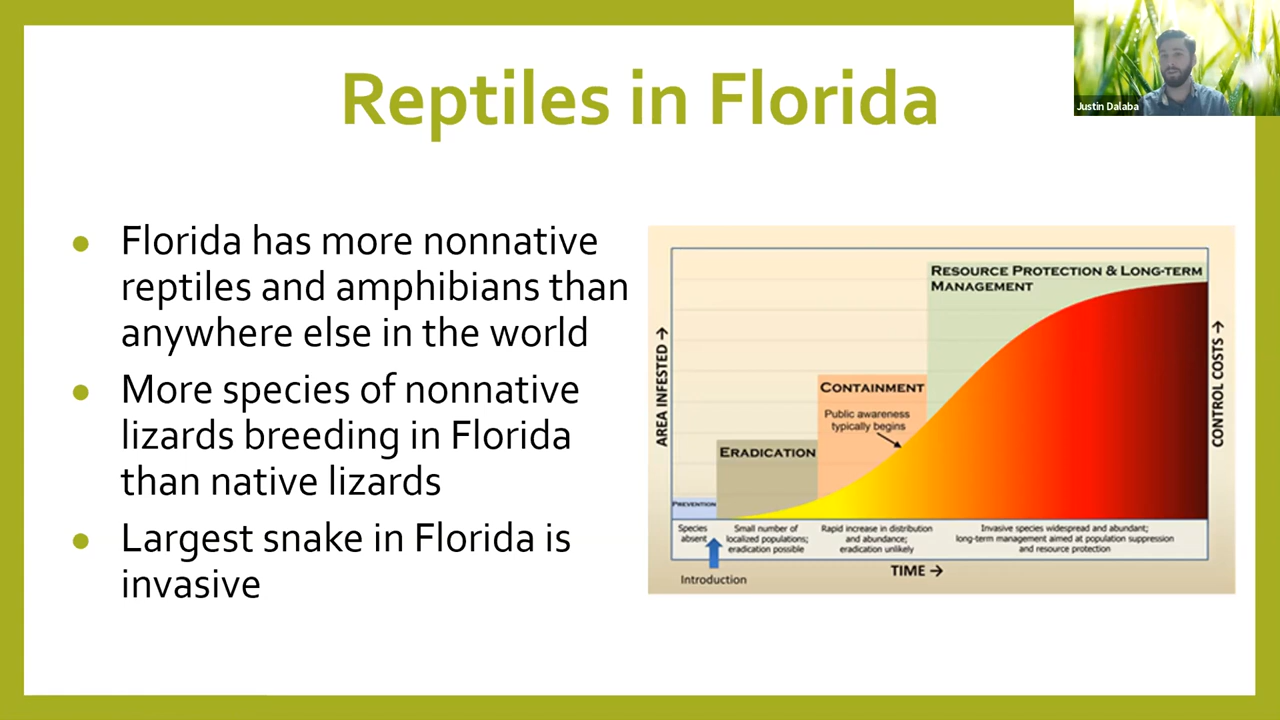 Reptiles in Florida
Justin Dalaba
● Florida has more nonnative
reptiles and amphibians than
anywhere else in the world
● More species of nonnative
lizards breeding in Florida
than native lizards
● Largest snake in Florida is
invasive
AREA INFESTED →
CONTROL COSTS →
RESOURCE PROTECTION & LONG-TERM
MANAGEMENT
CONTAINMENT
Public awareness
typically begins
ERADICATION
PREVENTION
Species
absent
Small number of
localized populations;
eradication possible
Rapid increase in distribution
and abundance;
eradication unlikely
Invasive species widespread and abundant;
long-term management aimed at population suppression
and resource protection
Introduction
TIME →